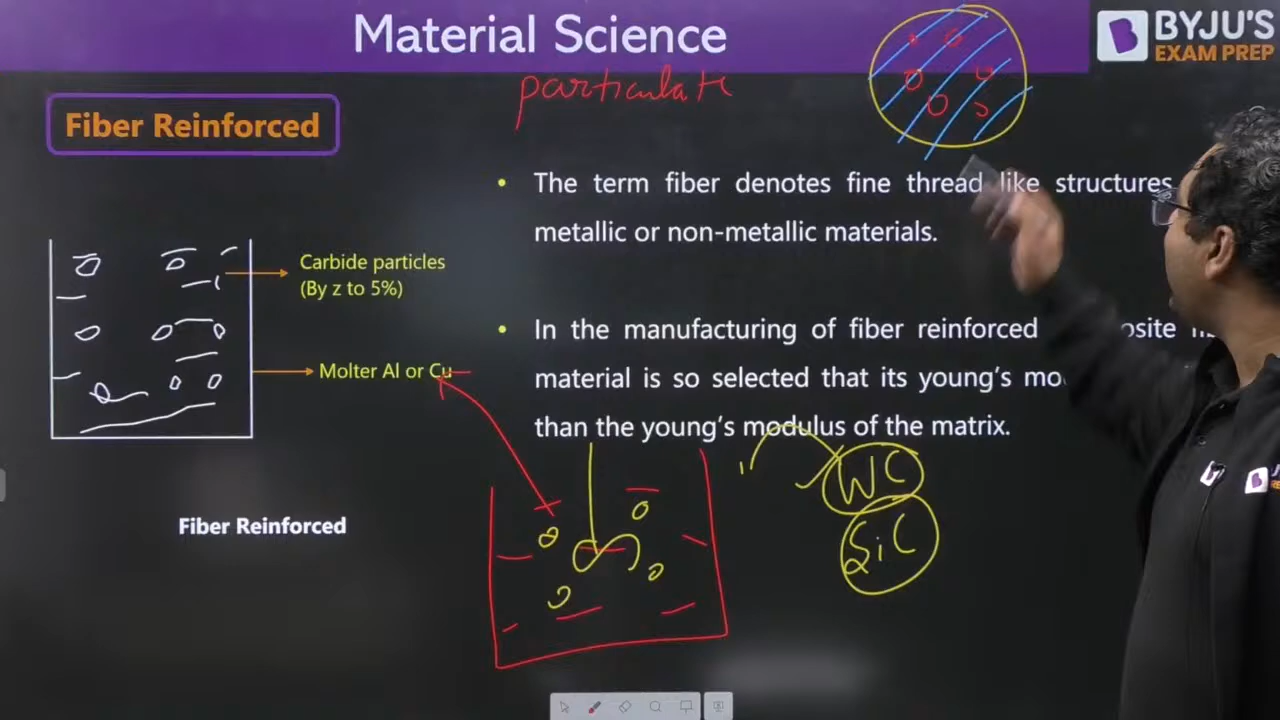 Material Science
BYJU'S
EXAM PREP
particulate
Fiber Reinforced
The term fiber denotes fine thread like structures
metallic or non-metallic materials.
Carbide particles
(By z to 5%)
In the manufacturing of fiber reinforced
material is so selected that its young's
than the young's modulus of the matrix.
Molter Al or Cu
WC
SiC
Fiber Reinforced